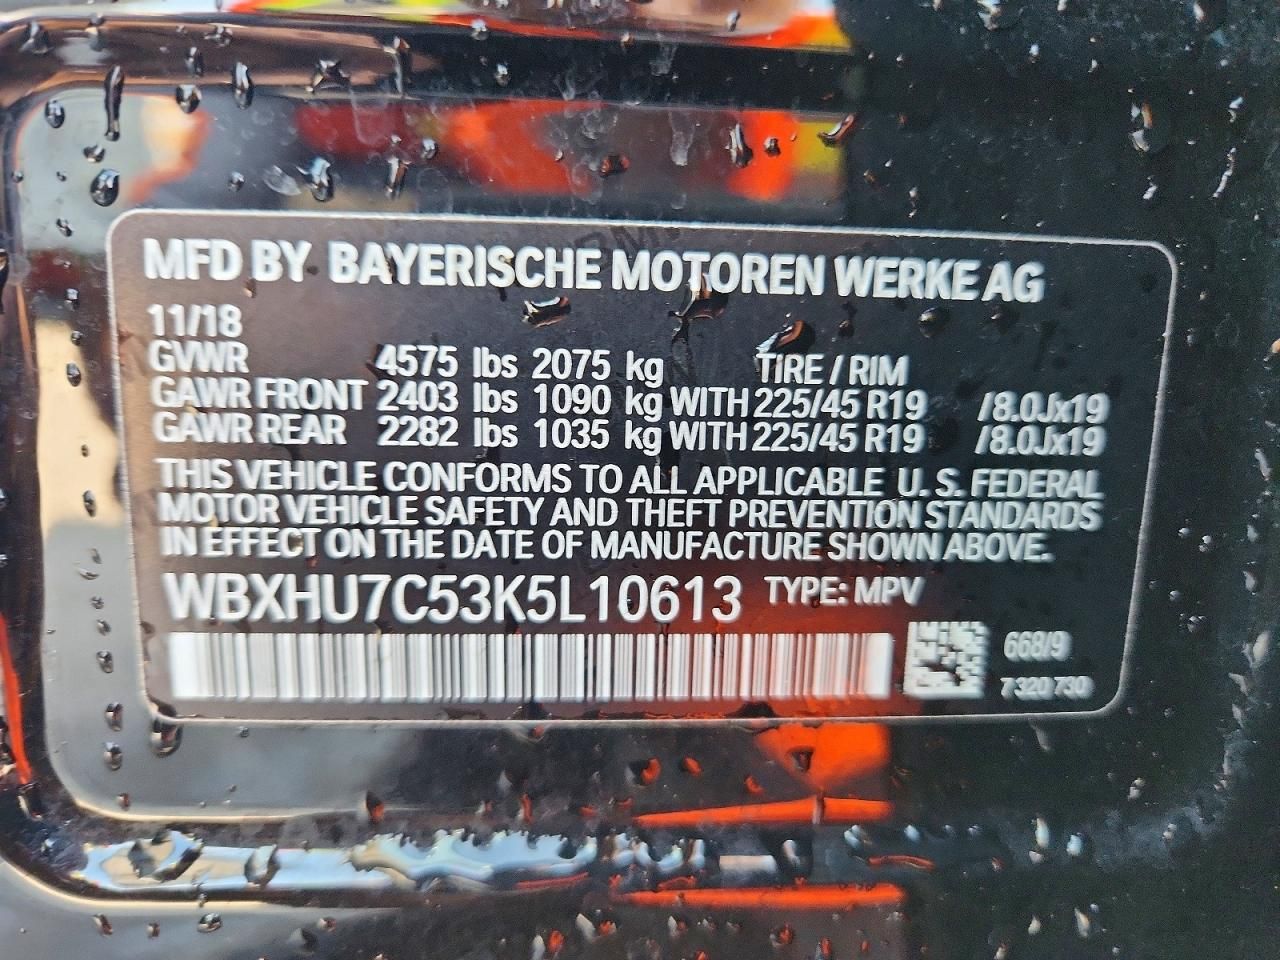 MFD BY BAYERISCHE MOTOREN WERKE AG
11/18
GVWR 4575 lbs 2075 kg TIRE / RIM
GAWR FRONT 2403 lbs 1090 kg WITH 225/45 R19 /8.0Jx19
GAWR REAR 2282 lbs 1035 kg WITH 225/45 R19 /8.0Jx19
THIS VEHICLE CONFORMS TO ALL APPLICABLE U. S. FEDERAL
MOTOR VEHICLE SAFETY AND THEFT PREVENTION STANDARDS
IN EFFECT ON THE DATE OF MANUFACTURE SHOWN ABOVE.
WBXHU7C53K5L10613 TYPE: MPV
668/9
7 320 730